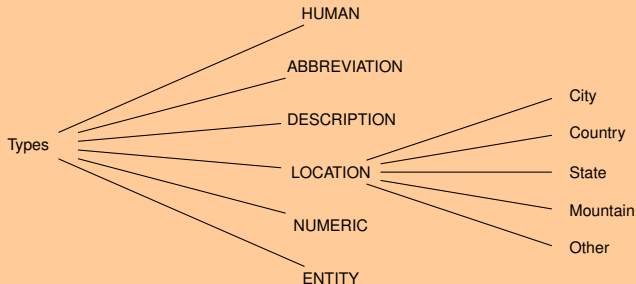 HUMAN
ABBREVIATION
DESCRIPTION
Types
LOCATION
NUMERIC
ENTITY
City
Country
State
Mountain
Other